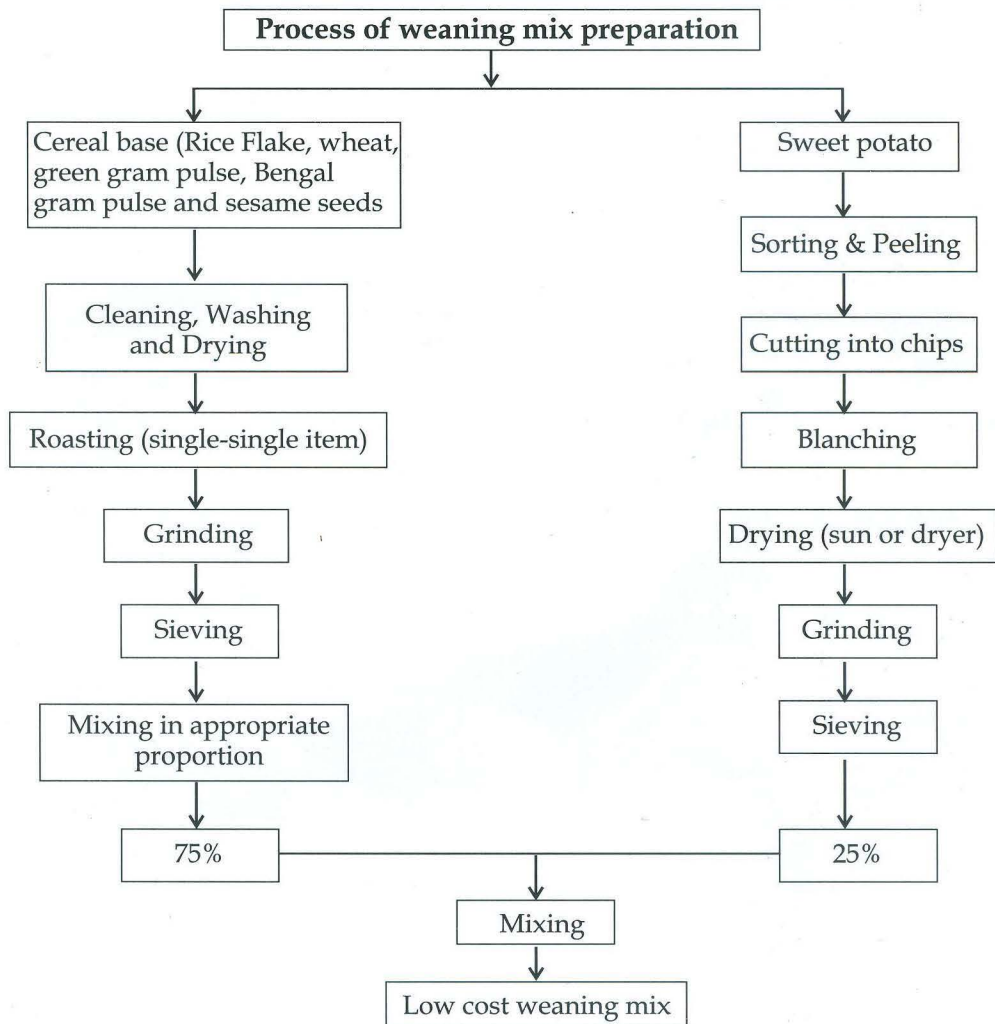 Process of weaning mix preparation
Cereal base (Rice Flake, wheat,
green gram pulse, Bengal
gram pulse and sesame seeds
Cleaning, Washing
and Drying
Roasting (single-single item)
Grinding
Sieving
Mixing in appropriate
proportion
75%
Sweet potato
Sorting & Peeling
Cutting into chips
Blanching
Drying (sun or dryer)
Grinding
Sieving
25%
Mixing
Low cost weaning mix